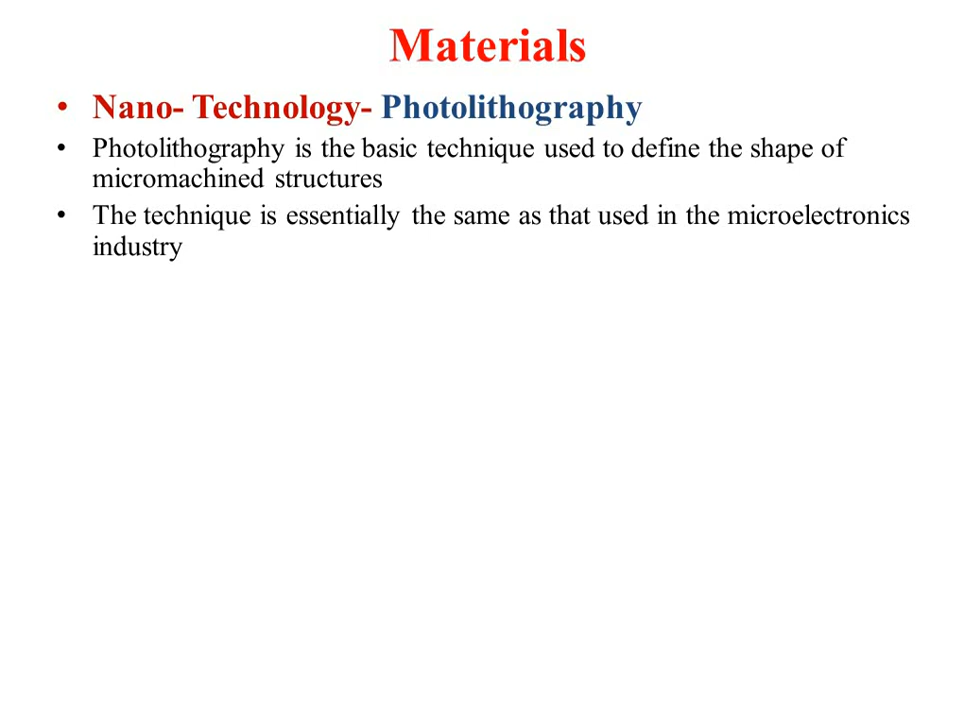 Materials
• Nano- Technology- Photolithography
• Photolithography is the basic technique used to define the shape of
micromachined structures
• The technique is essentially the same as that used in the microelectronics
industry